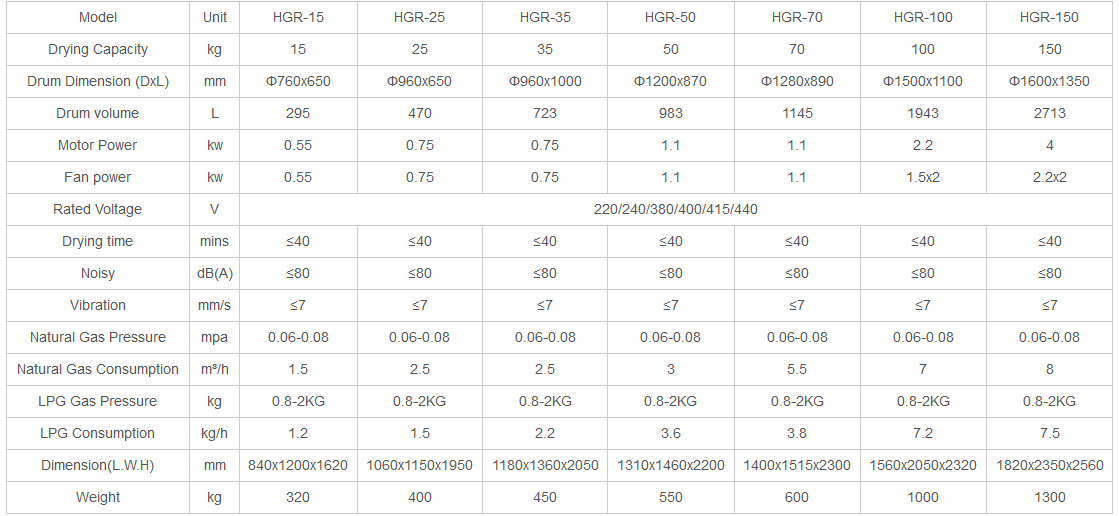 Model Unit HGR-15 HGR-25 HGR-35 HGR-50 HGR-70 HGR-100 HGR-150
Drying Capacity kg 15 25 35 50 70 100 150
Drum Dimension (DxL) mm Φ760x650 Φ960x650 Φ960x1000 Φ1200x870 Φ1280x890 Φ1500x1100 Φ1600x1350
Drum volume L 295 470 723 983 1145 1943 2713
Motor Power kw 0.55 0.75 0.75 1.1 1.1 2.2 4
Fan power kw 0.55 0.75 0.75 1.1 1.1 1.5x2 2.2x2
Rated Voltage V 220/240/380/400/415/440
Drying time mins ≤40 ≤40 ≤40 ≤40 ≤40 ≤40 ≤40
Noisy dB(A) ≤80 ≤80 ≤80 ≤80 ≤80 ≤80 ≤80
Vibration mm/s ≤7 ≤7 ≤7 ≤7 ≤7 ≤7 ≤7
Natural Gas Pressure mpa 0.06-0.08 0.06-0.08 0.06-0.08 0.06-0.08 0.06-0.08 0.06-0.08 0.06-0.08
Natural Gas Consumption m³/h 1.5 2.5 2.5 3 5.5 7 8
LPG Gas Pressure kg 0.8-2KG 0.8-2KG 0.8-2KG 0.8-2KG 0.8-2KG 0.8-2KG 0.8-2KG
LPG Consumption kg/h 1.2 1.5 2.2 3.6 3.8 7.2 7.5
Dimension(L.W.H) mm 840x1200x1620 1060x1150x1950 1180x1360x2050 1310x1460x2200 1400x1515x2300 1560x2050x2320 1820x2350x2560
Weight kg 320 400 450 550 600 1000 1300